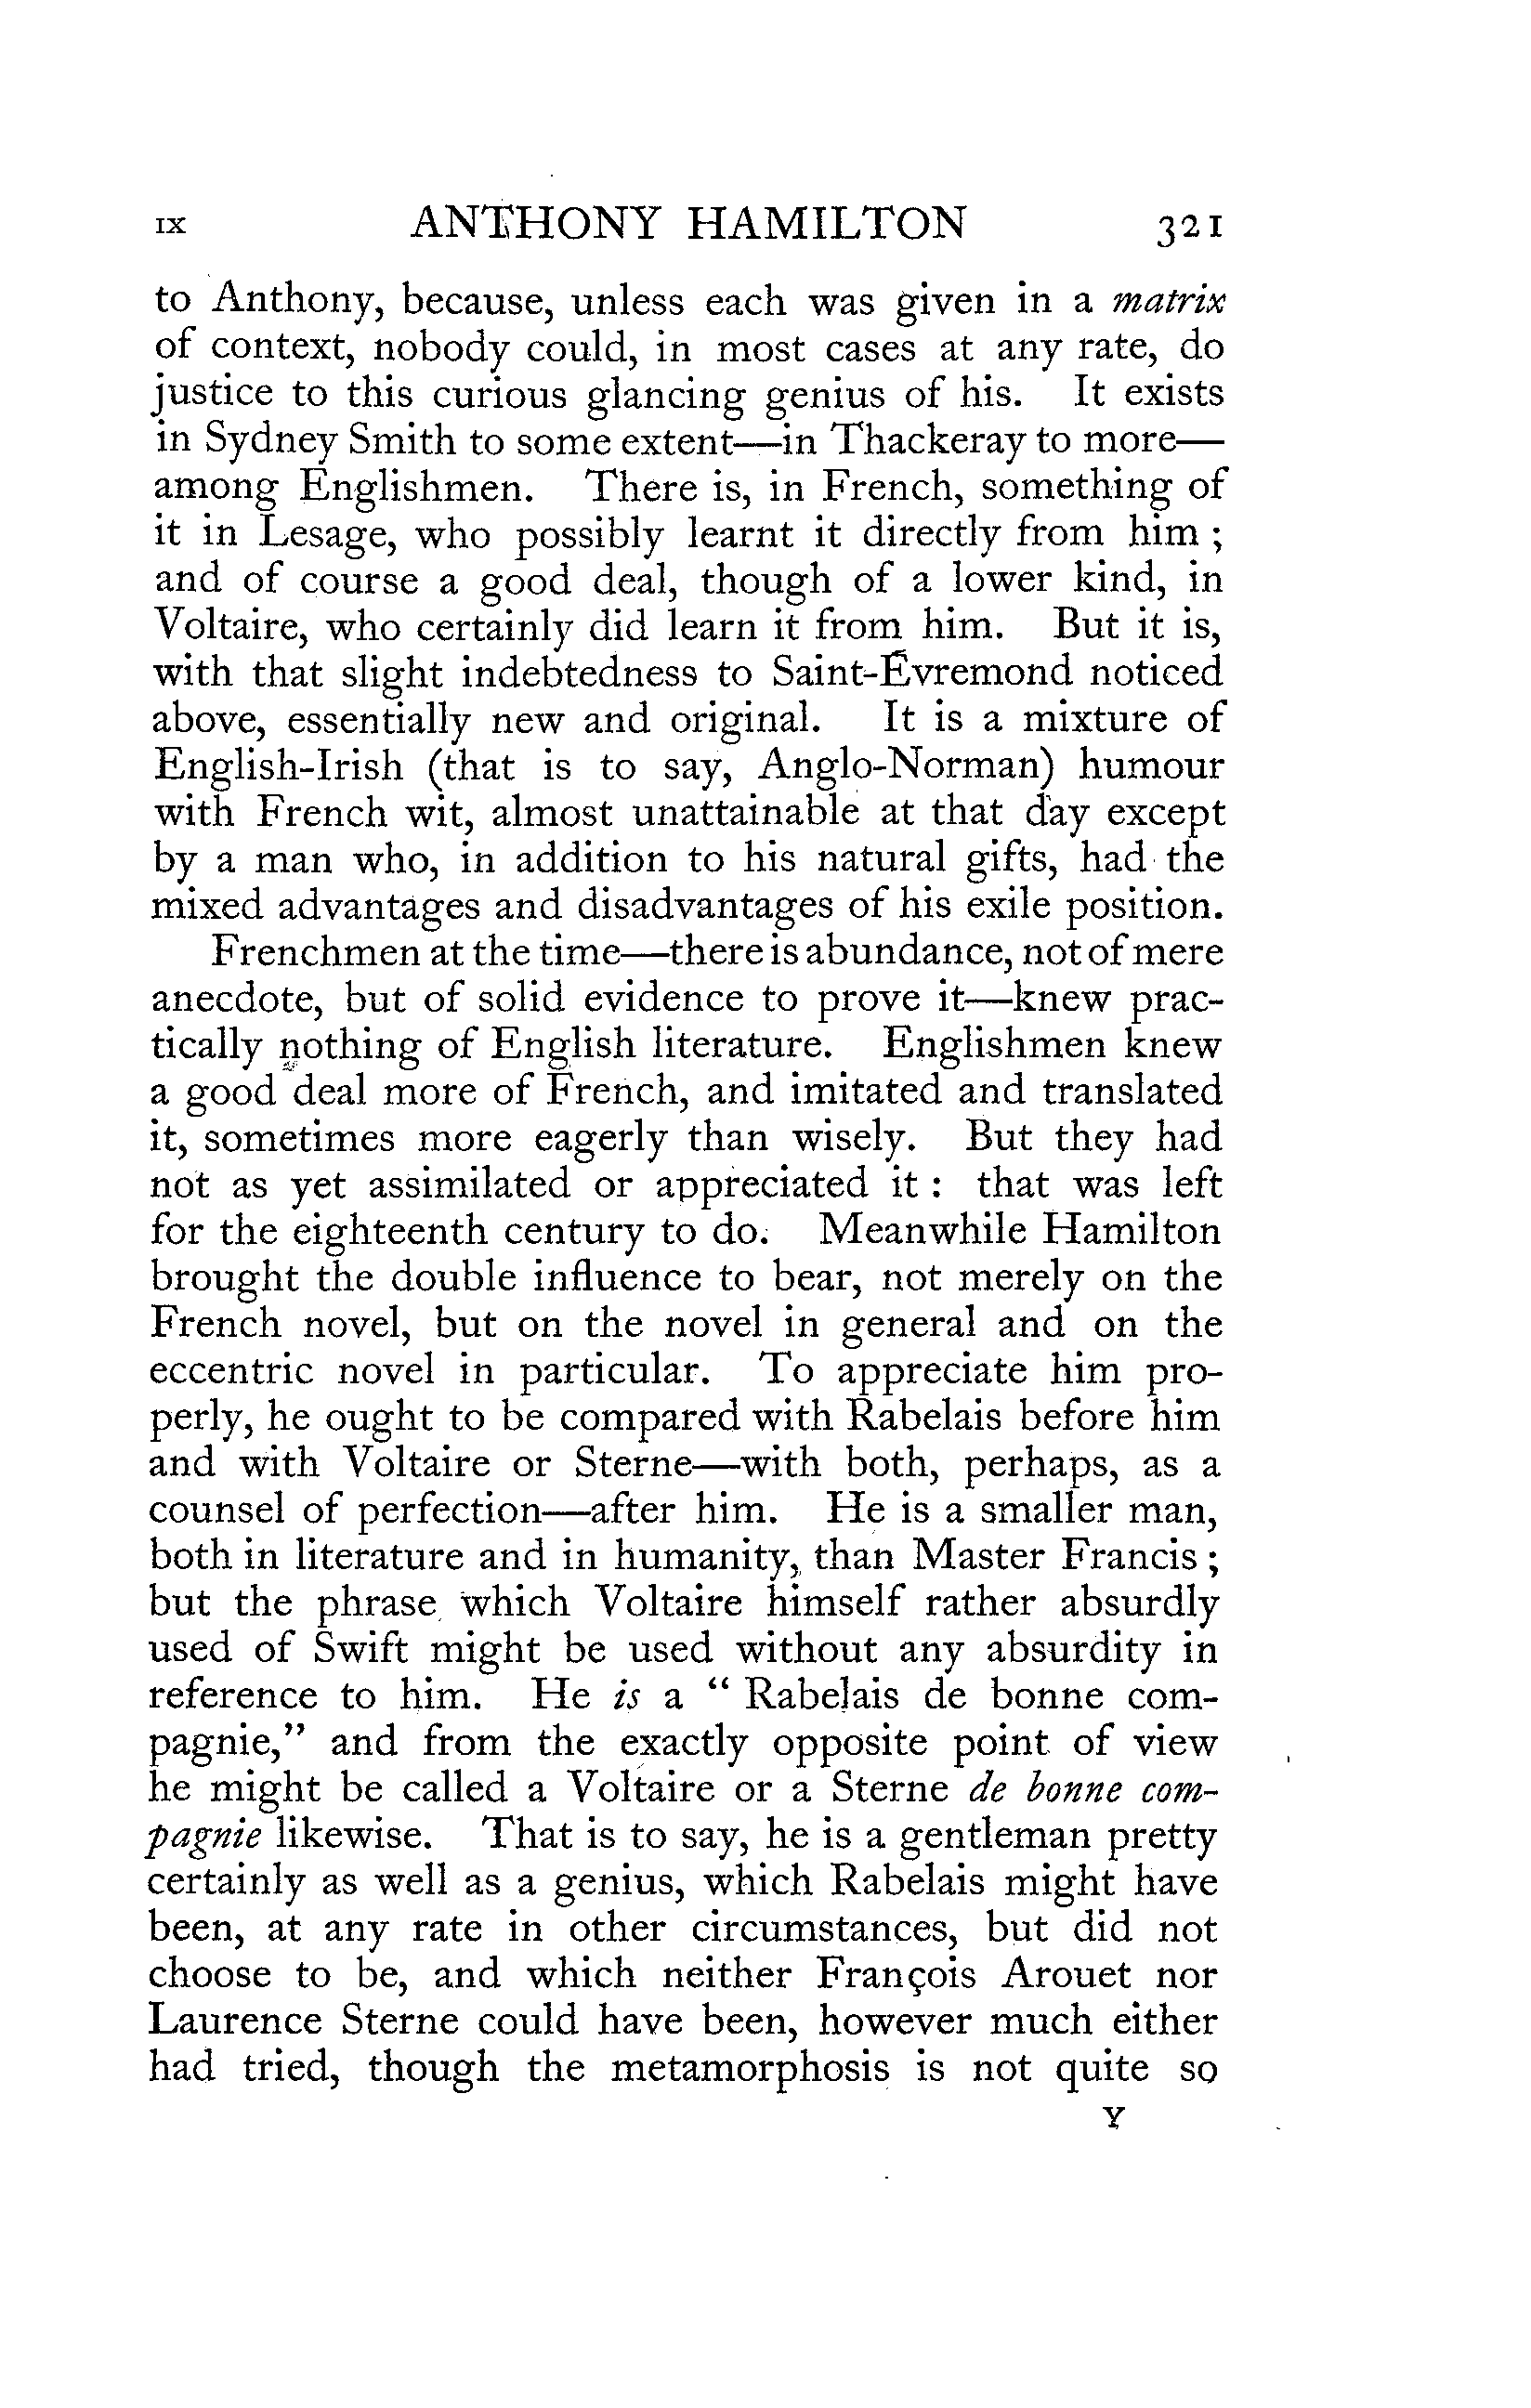 IX ANTHONY HAMILTON 321
to Anthony, because, unless each was given in a matrix
of context, nobody could, in most cases at any rate, do
justice to this curious glancing genius of his. It exists
in Sydney Smith to some extent—in Thackeray to more—
among Englishmen. There is, in French, something of
it in Lesage, who possibly learnt it directly from him ;
and of course a good deal, though of a lower kind, in
Voltaire, who certainly did learn it from him. But it is,
with that slight indebtedness to Saint-Évremond noticed
above, essentially new and original. It is a mixture of
English-Irish (that is to say, Anglo-Norman) humour
with French wit, almost unattainable at that day except
by a man who, in addition to his natural gifts, had the
mixed advantages and disadvantages of his exile position.
Frenchmen at the time—there is abundance, not of mere
anecdote, but of solid evidence to prove it—knew prac-
tically nothing of English literature. Englishmen knew
a good deal more of French, and imitated and translated
it, sometimes more eagerly than wisely. But they had
not as yet assimilated or appreciated it : that was left
for the eighteenth century to do. Meanwhile Hamilton
brought the double influence to bear, not merely on the
French novel, but on the novel in general and on the
eccentric novel in particular. To appreciate him pro-
perly, he ought to be compared with Rabelais before him
and with Voltaire or Sterne—with both, perhaps, as a
counsel of perfection—after him. He is a smaller man,
both in literature and in humanity, than Master Francis ;
but the phrase which Voltaire himself rather absurdly
used of Swift might be used without any absurdity in
reference to him. He is a “ Rabelais de bonne com-
pagnie,” and from the exactly opposite point of view
he might be called a Voltaire or a Sterne de bonne com-
pagnie likewise. That is to say, he is a gentleman pretty
certainly as well as a genius, which Rabelais might have
been, at any rate in other circumstances, but did not
choose to be, and which neither François Arouet nor
Laurence Sterne could have been, however much either
had tried, though the metamorphosis is not quite so
Y